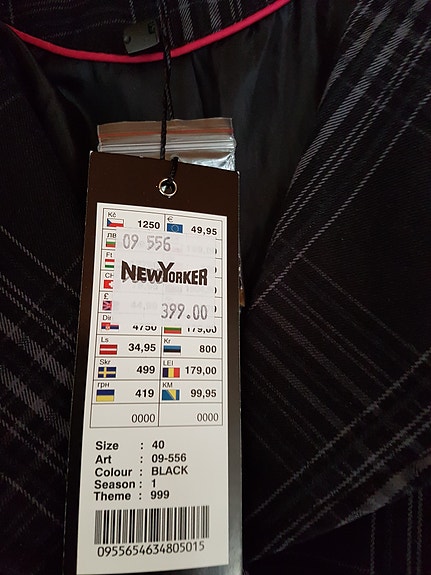 Kč 1250 € 49,95
ЛВ
09 556
Ft
NEWYORKER
£
399.00
Din 4750 179,00
Ls 34,95 Kr 800
Skr 499 LEI 179,00
грн 419 KM 99,95
0000 0000
Size : 40
Art : 09-556
Colour : BLACK
Season : 1
Theme : 999
0955654634805015